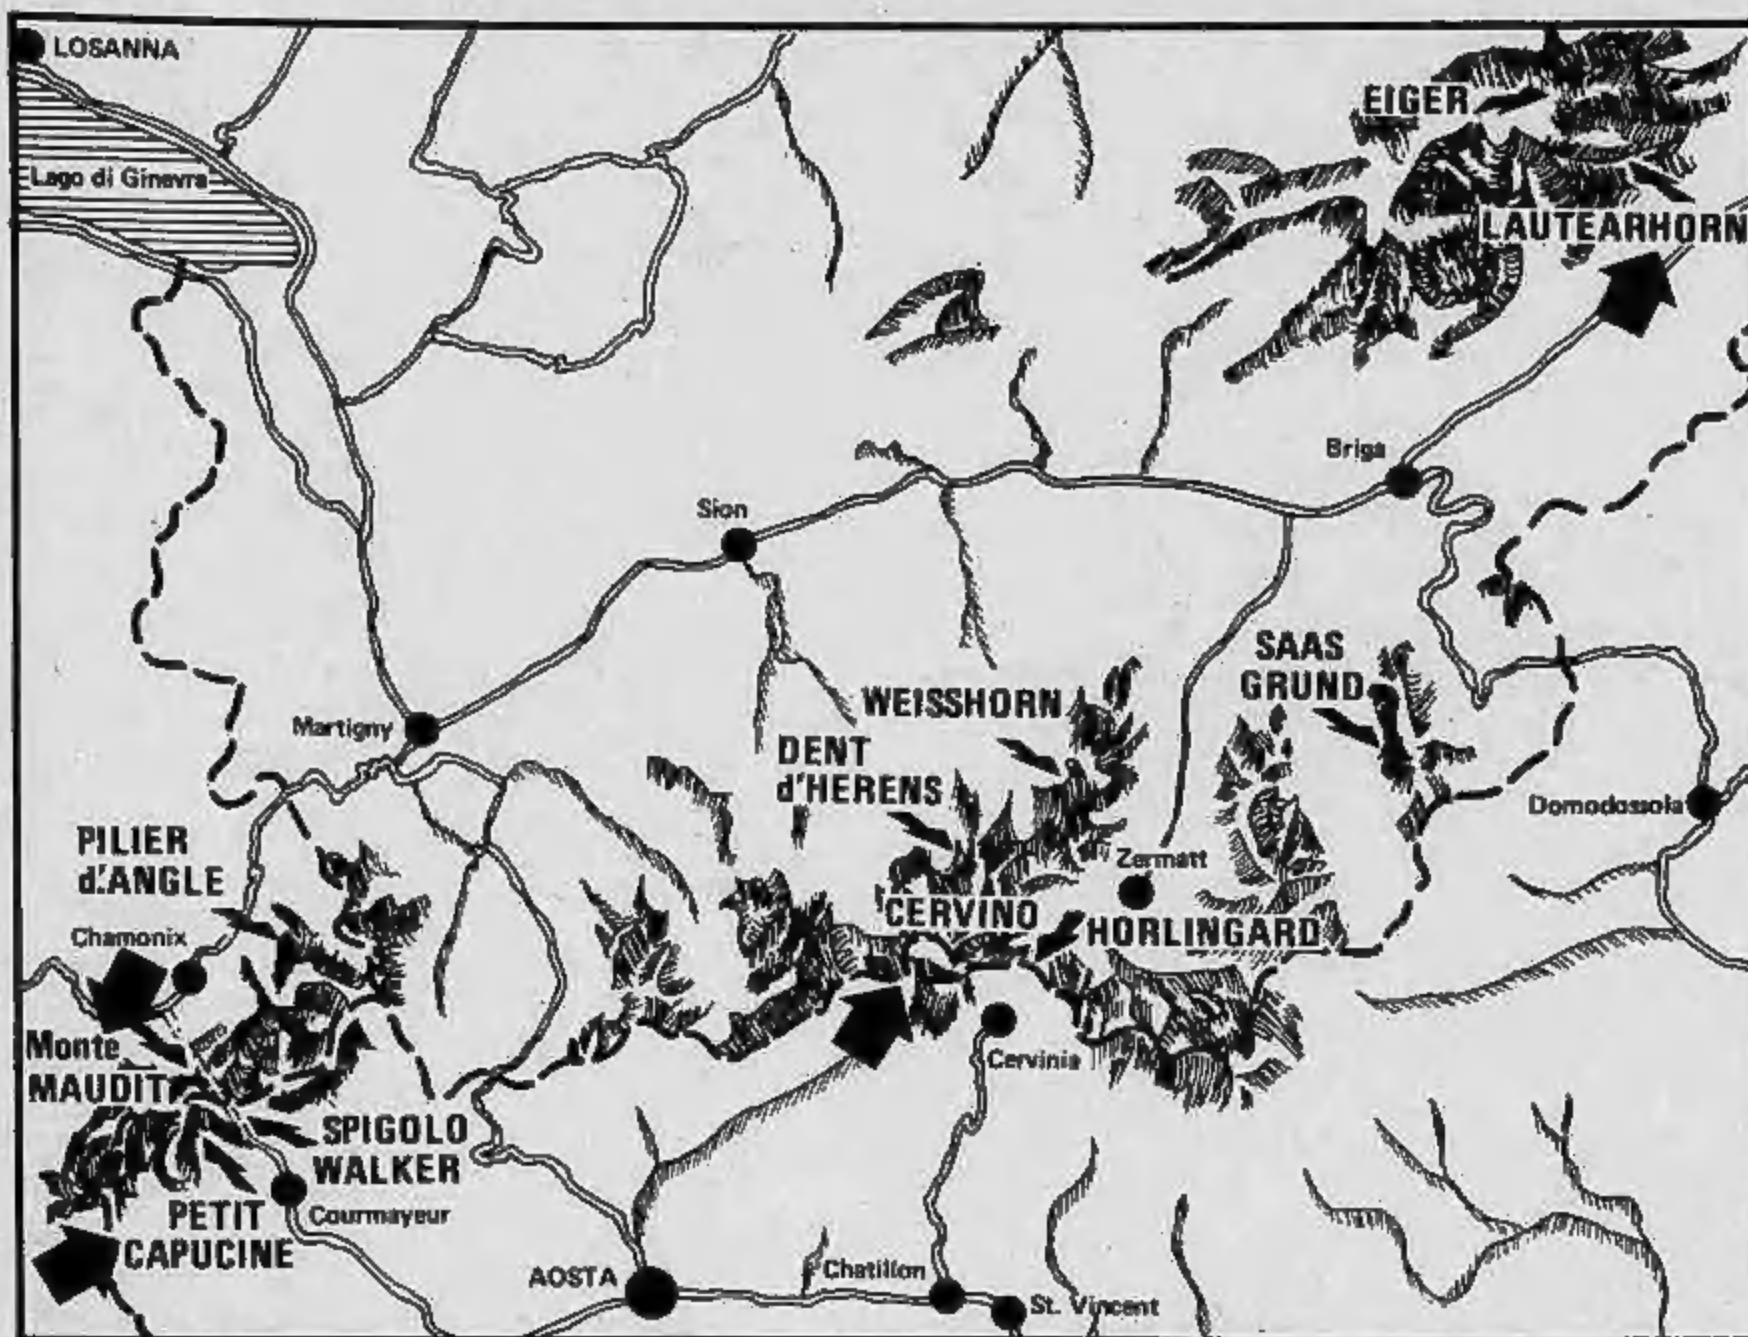 LOSANNA
Lago di Ginevra
EIGER
LAUTEARHORN
Briga
Sion
SAAS
GRUND
WEISSHORN
Martigny
DENT
d'HERENS
Domodossola
PILIER
d'ANGLE
Zermatt
CERVINO
HORLINGARD
Chamonix
Monte
MAUDIT
Cervinia
SPIGOLO
WALKER
PETIT
CAPUCINE
Courmayeur
AOSTA
Chatillon
St. Vincent